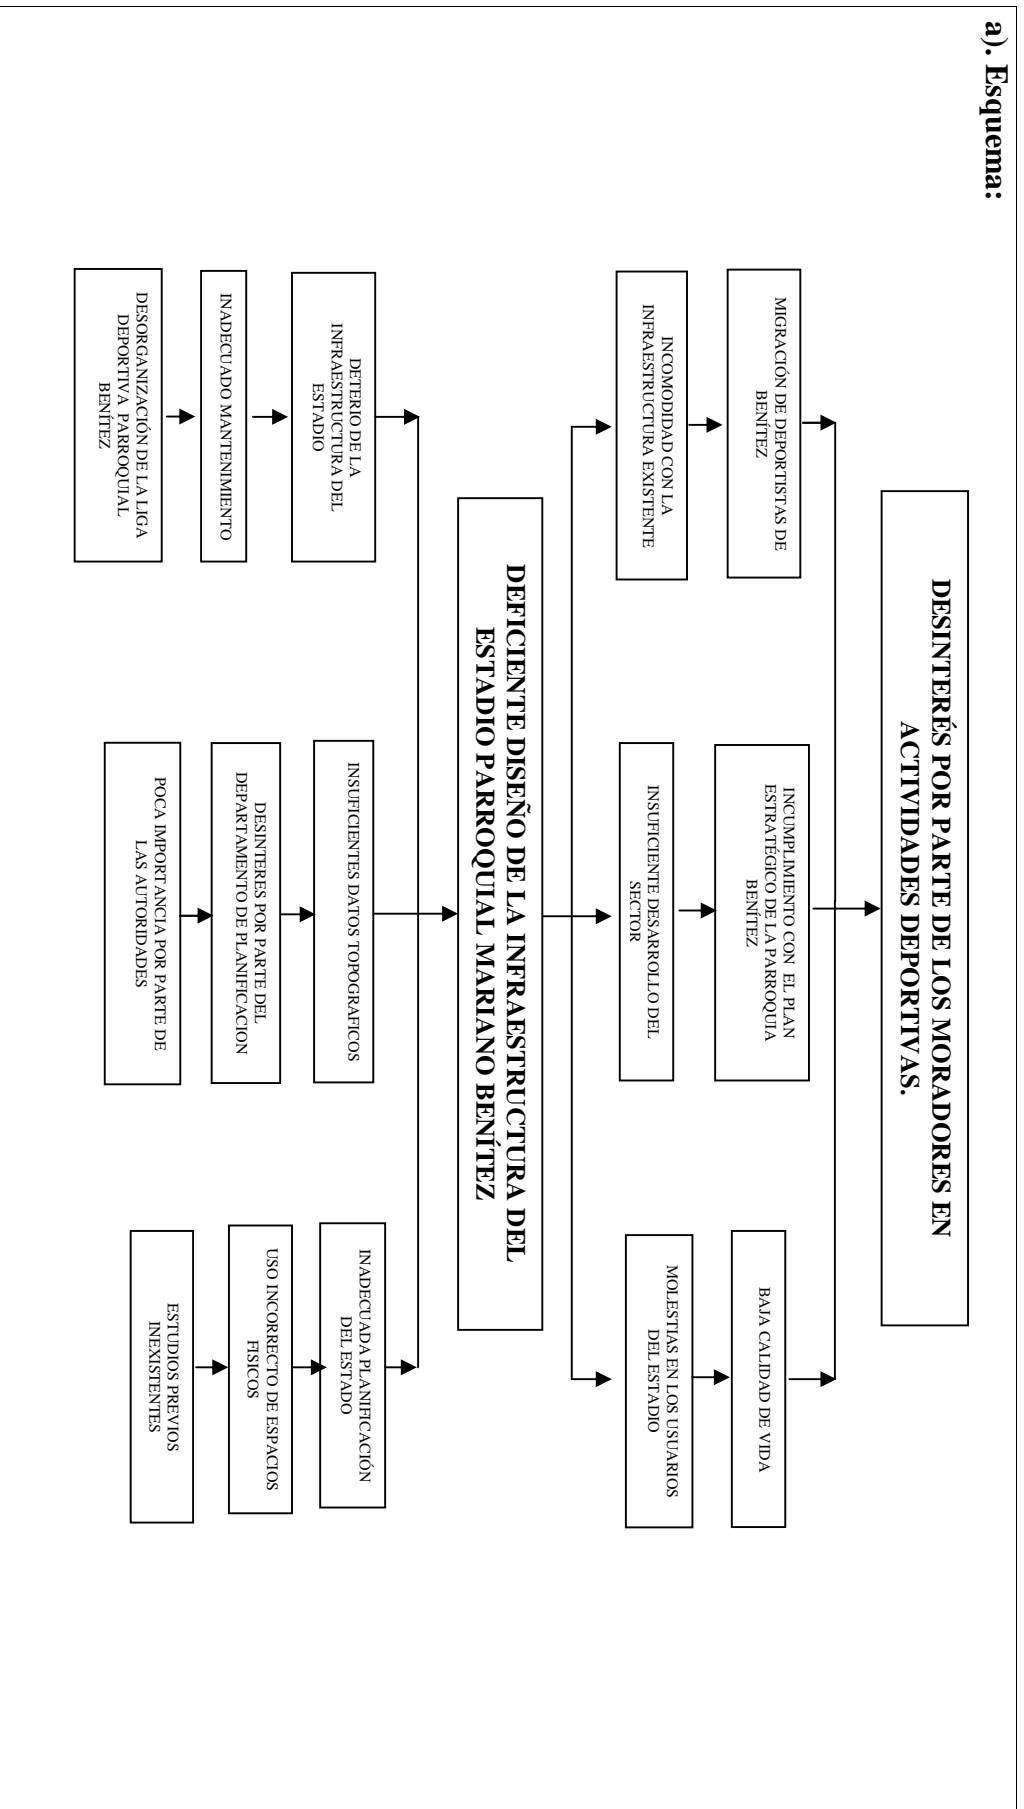 a). Esquema:
DESINTERÉS POR PARTE DE LOS MORADORES EN
ACTIVIDADES DEPORTIVAS.
MIGRACIÓN DE DEPORTISTAS DE
BENÍTEZ
INCUMPLIMIENTO CON EL PLAN
ESTRATÉGICO DE LA PARROQUIA
BENÍTEZ
BAJA CALIDAD DE VIDA
INCOMODIDAD CON LA
INFRAESTRUCTURA EXISTENTE
INSUFICIENTE DESARROLLO DEL
SECTOR
MOLESTIAS EN LOS USUARIOS
DEL ESTADIO
DEFICIENTE DISEÑO DE LA INFRAESTRUCTURA DEL
ESTADIO PARROQUIAL MARIANO BENÍTEZ
DETERIO DE LA
INFRAESTRUCTURA DEL
ESTADIO
INSUFICIENTES DATOS TOPOGRAFICOS
INADECUADA PLANIFICACIÓN
DEL ESTADO
INADECUADO MANTENIMIENTO
DESINTERES POR PARTE DEL
DEPARTAMENTO DE PLANIFICACION
USO INCORRECTO DE ESPACIOS
FISICOS
DESORGANIZACIÓN DE LA LIGA
DEPORTIVA PARROQUIAL
BENÍTEZ
POCA IMPORTANCIA POR PARTE DE
LAS AUTORIDADES
ESTUDIOS PREVIOS
INEXISTENTES